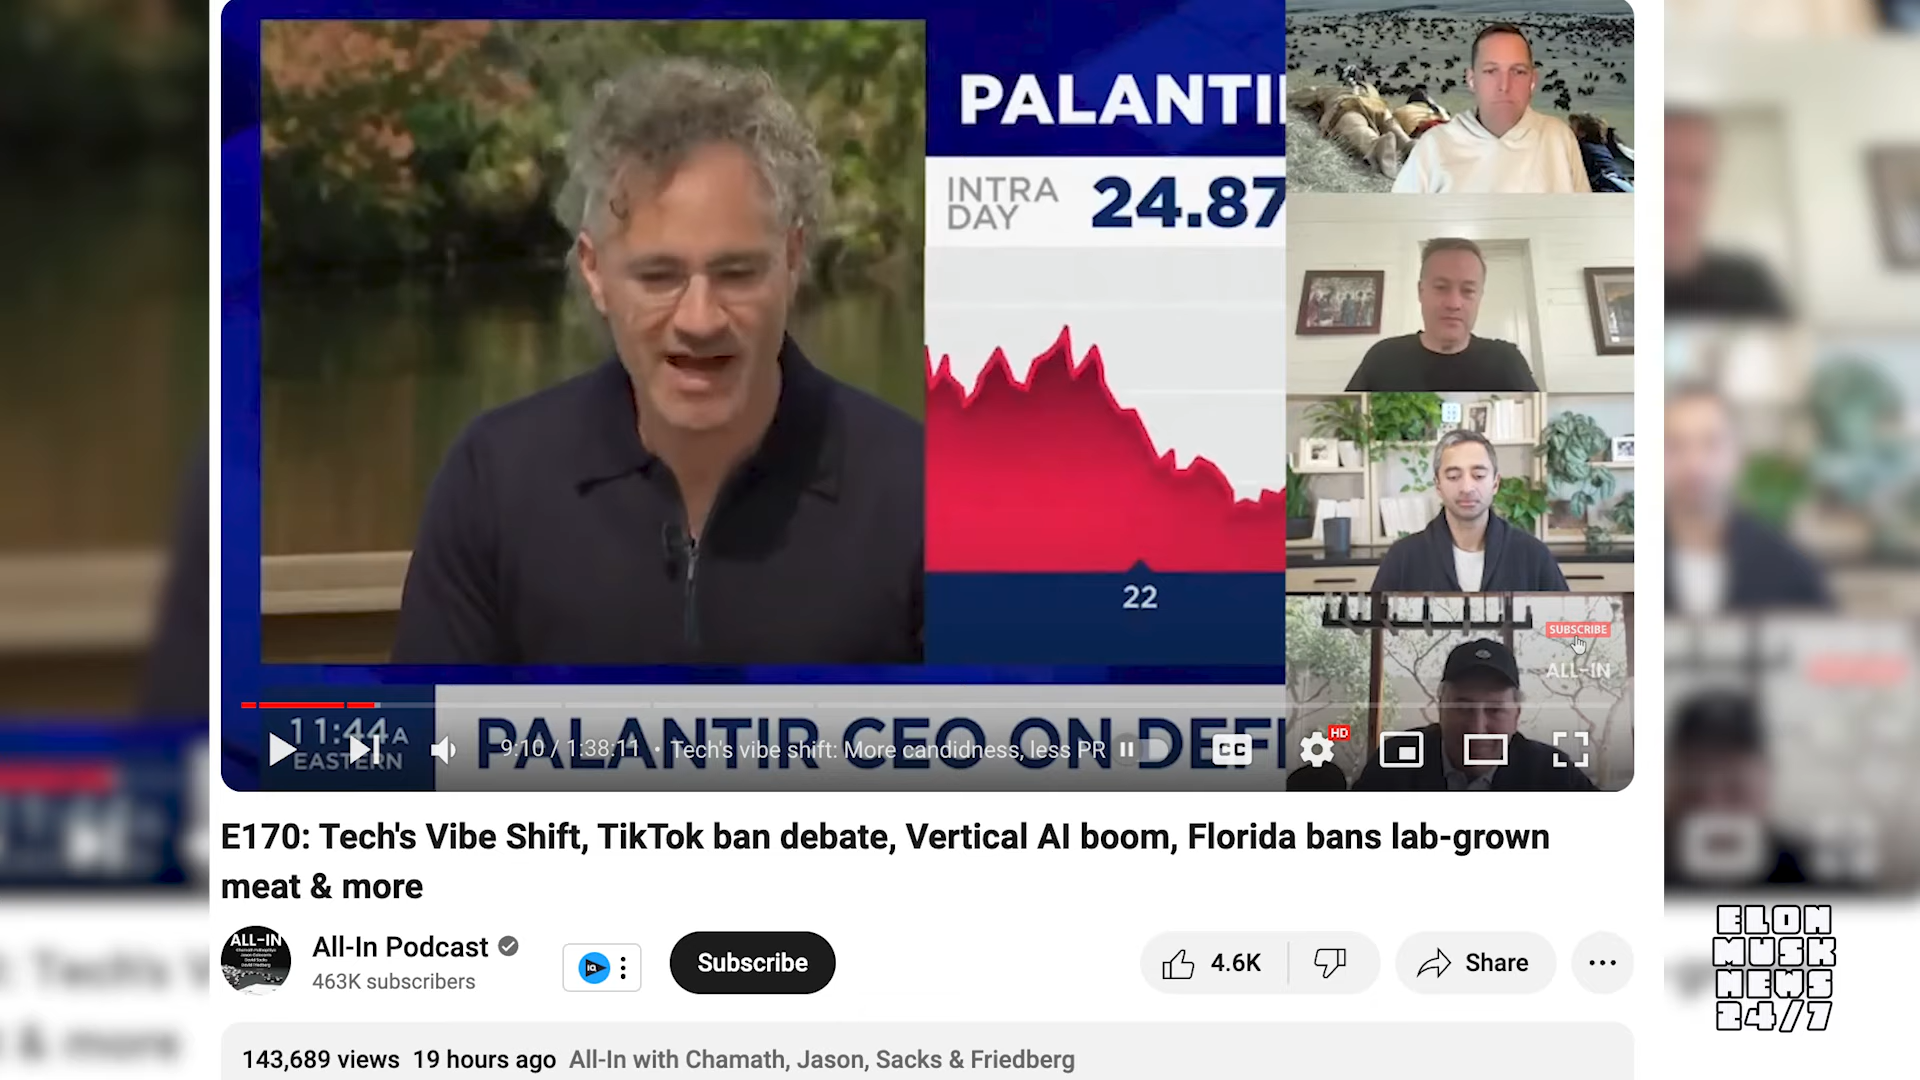 PALANTI
INTRA
DAY
24.87
22
SUBSCRIBE
ALL-IN
11:44 A
EASTERN
PALANTIR CEO ON DEF
9:10 / 1:38:11 • Tech's vibe shift: More candidness, less PR
CC
HD
E170: Tech's Vibe Shift, TikTok ban debate, Vertical AI boom, Florida bans lab-grown
meat & more
ALL-IN
All-In Podcast
463K subscribers
IQ
Subscribe
4.6K
Share
143,689 views 19 hours ago All-In with Chamath, Jason, Sacks & Friedberg
ELON
MUSK
NEWS
24/7